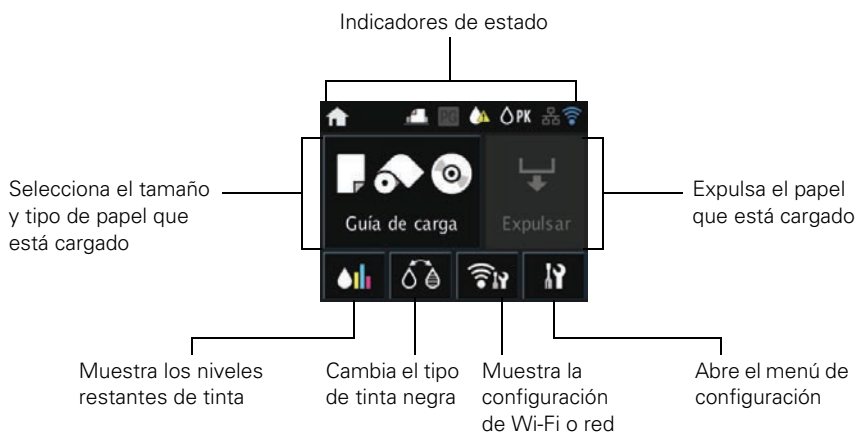 Indicadores de estado
PG PK
Selecciona el tamaño
y tipo de papel que
está cargado
Guía de carga
Expulsar
Expulsa el papel
que está cargado
Muestra los niveles
restantes de tinta
Cambia el tipo
de tinta negra
Muestra la
configuración
de Wi-Fi o red
Abre el menú de
configuración